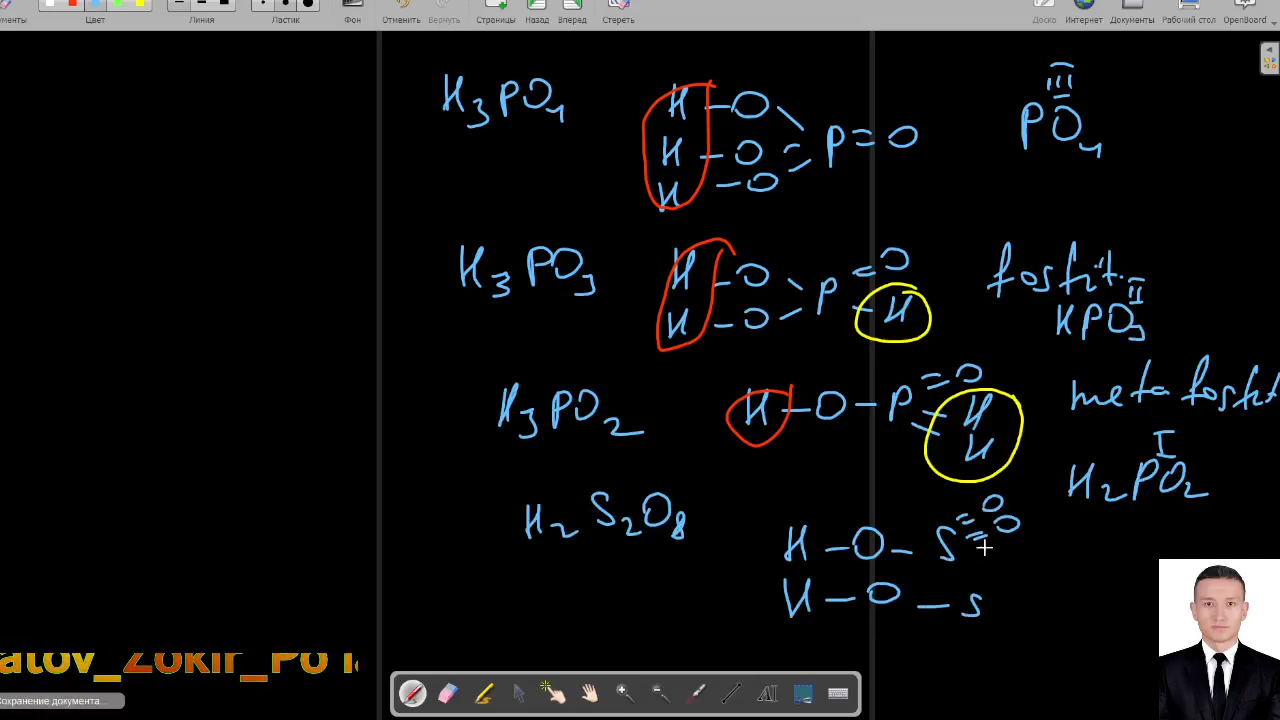 Цвет
Линия
Ластик
Фон
Отменить
Вернуть
Страницы
Назад
Вперед
Стереть
Доска
Интернет
Документы
Рабочий стол
OpenBoard
H3PO4
H – O
H – O
H – O
P = O
III
PO4
H3PO3
H – O
H – O
P = O
– H
fosfit
II
HPO3
H3PO2
H – O – P = O
H
H
metafosfit
I
H2PO2
H2S2O8
H – O – S = O
= O
H – O – S
atov_Zokir_Po
Сохранение документа...